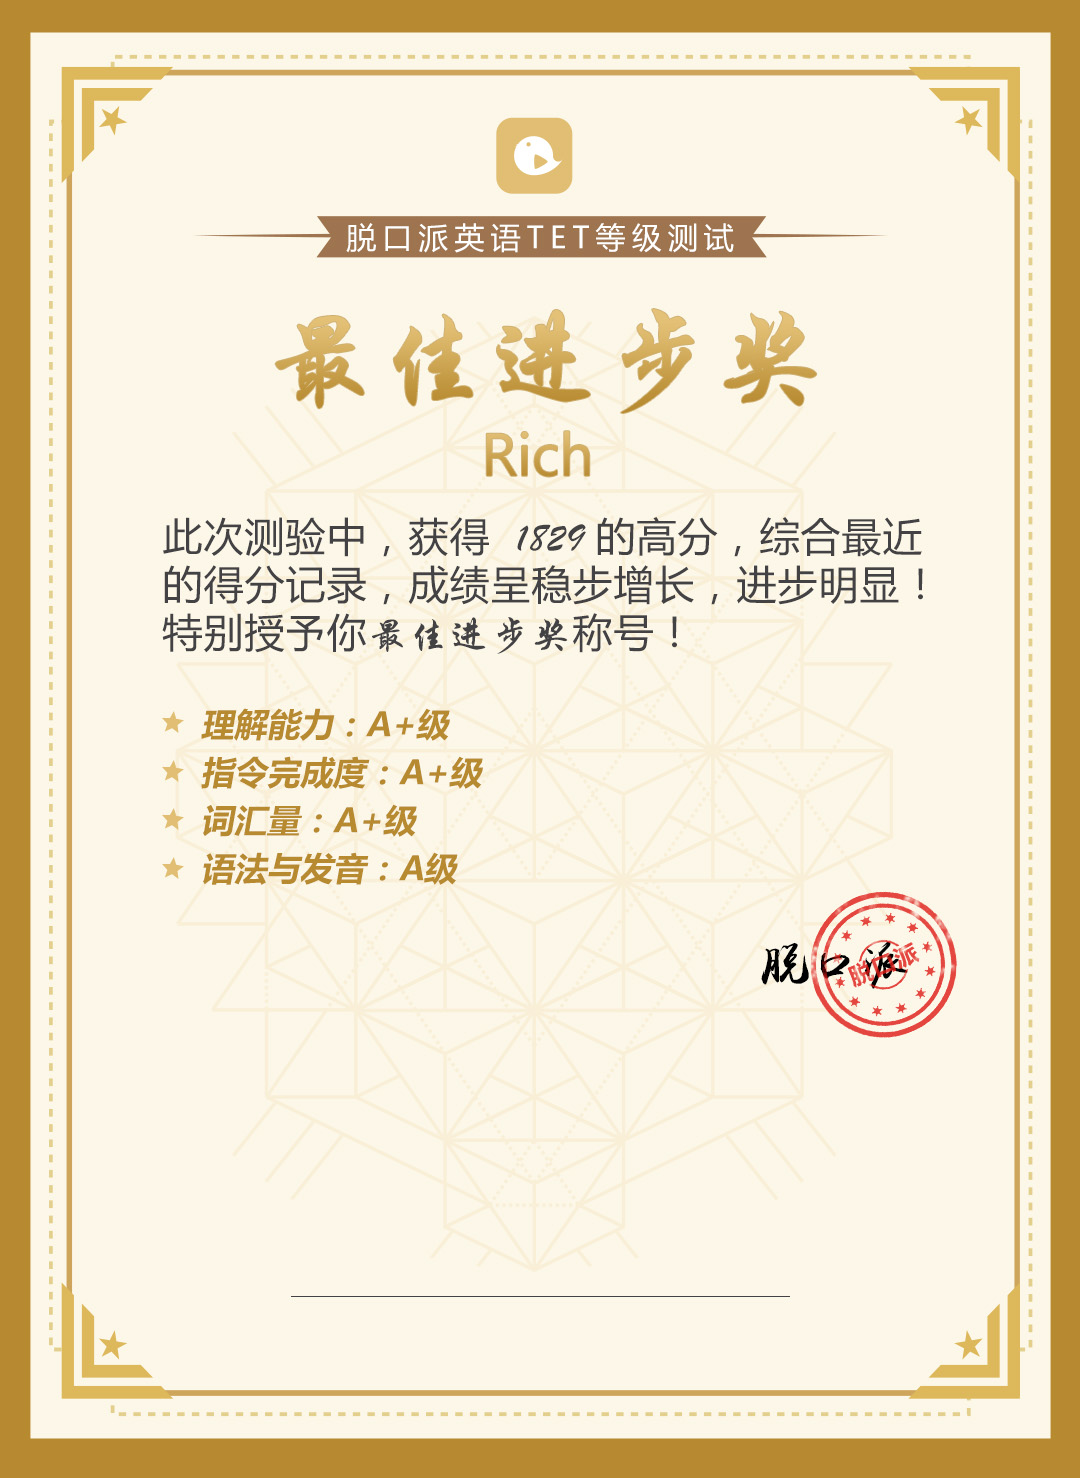 脱口派英语TET等级测试
最佳进步奖
Rich
此次测验中，获得 1829 的高分，综合最近
的得分记录，成绩呈稳步增长，进步明显！
特别授予你最佳进步奖称号！
理解能力：A+级
指令完成度：A+级
词汇量：A+级
语法与发音：A级
脱口派
脱口派